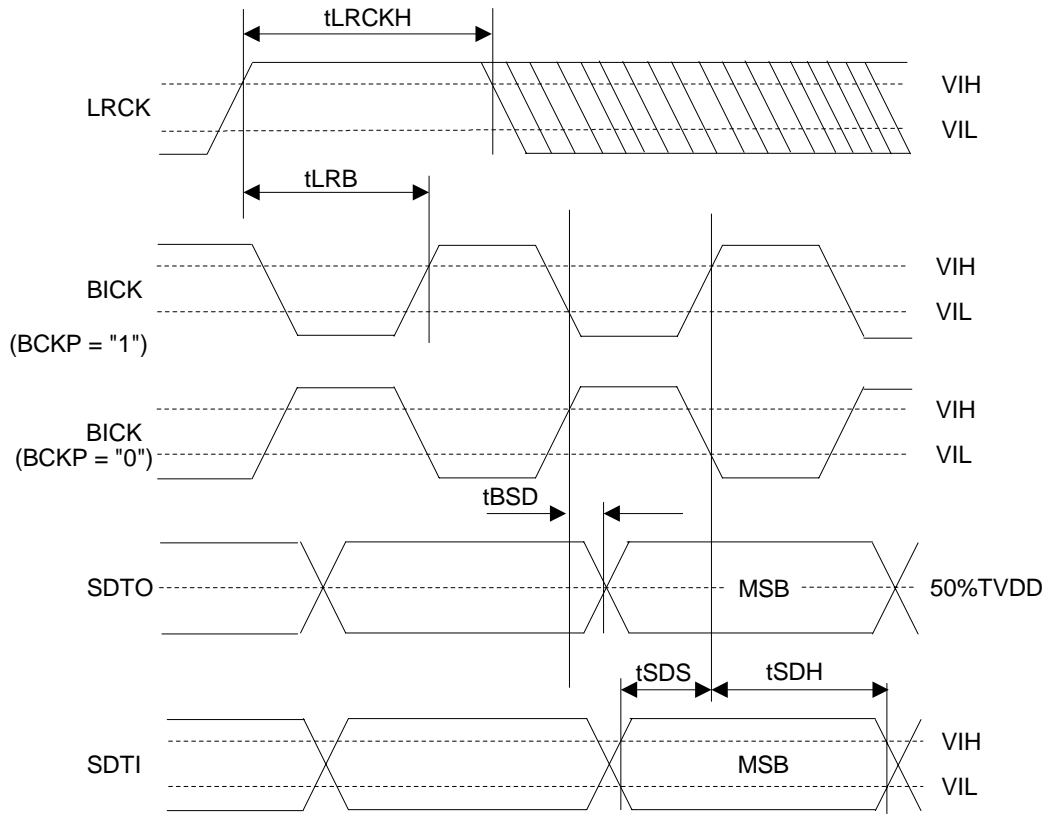 tLRCKH
LRCK
VIH
VIL
tLRB
BICK
(BCKP = "1")
VIH
VIL
BICK
(BCKP = "0")
VIH
VIL
tBSD
SDTO
MSB
50%TVDD
tSDS
tSDH
SDTI
MSB
VIH
VIL